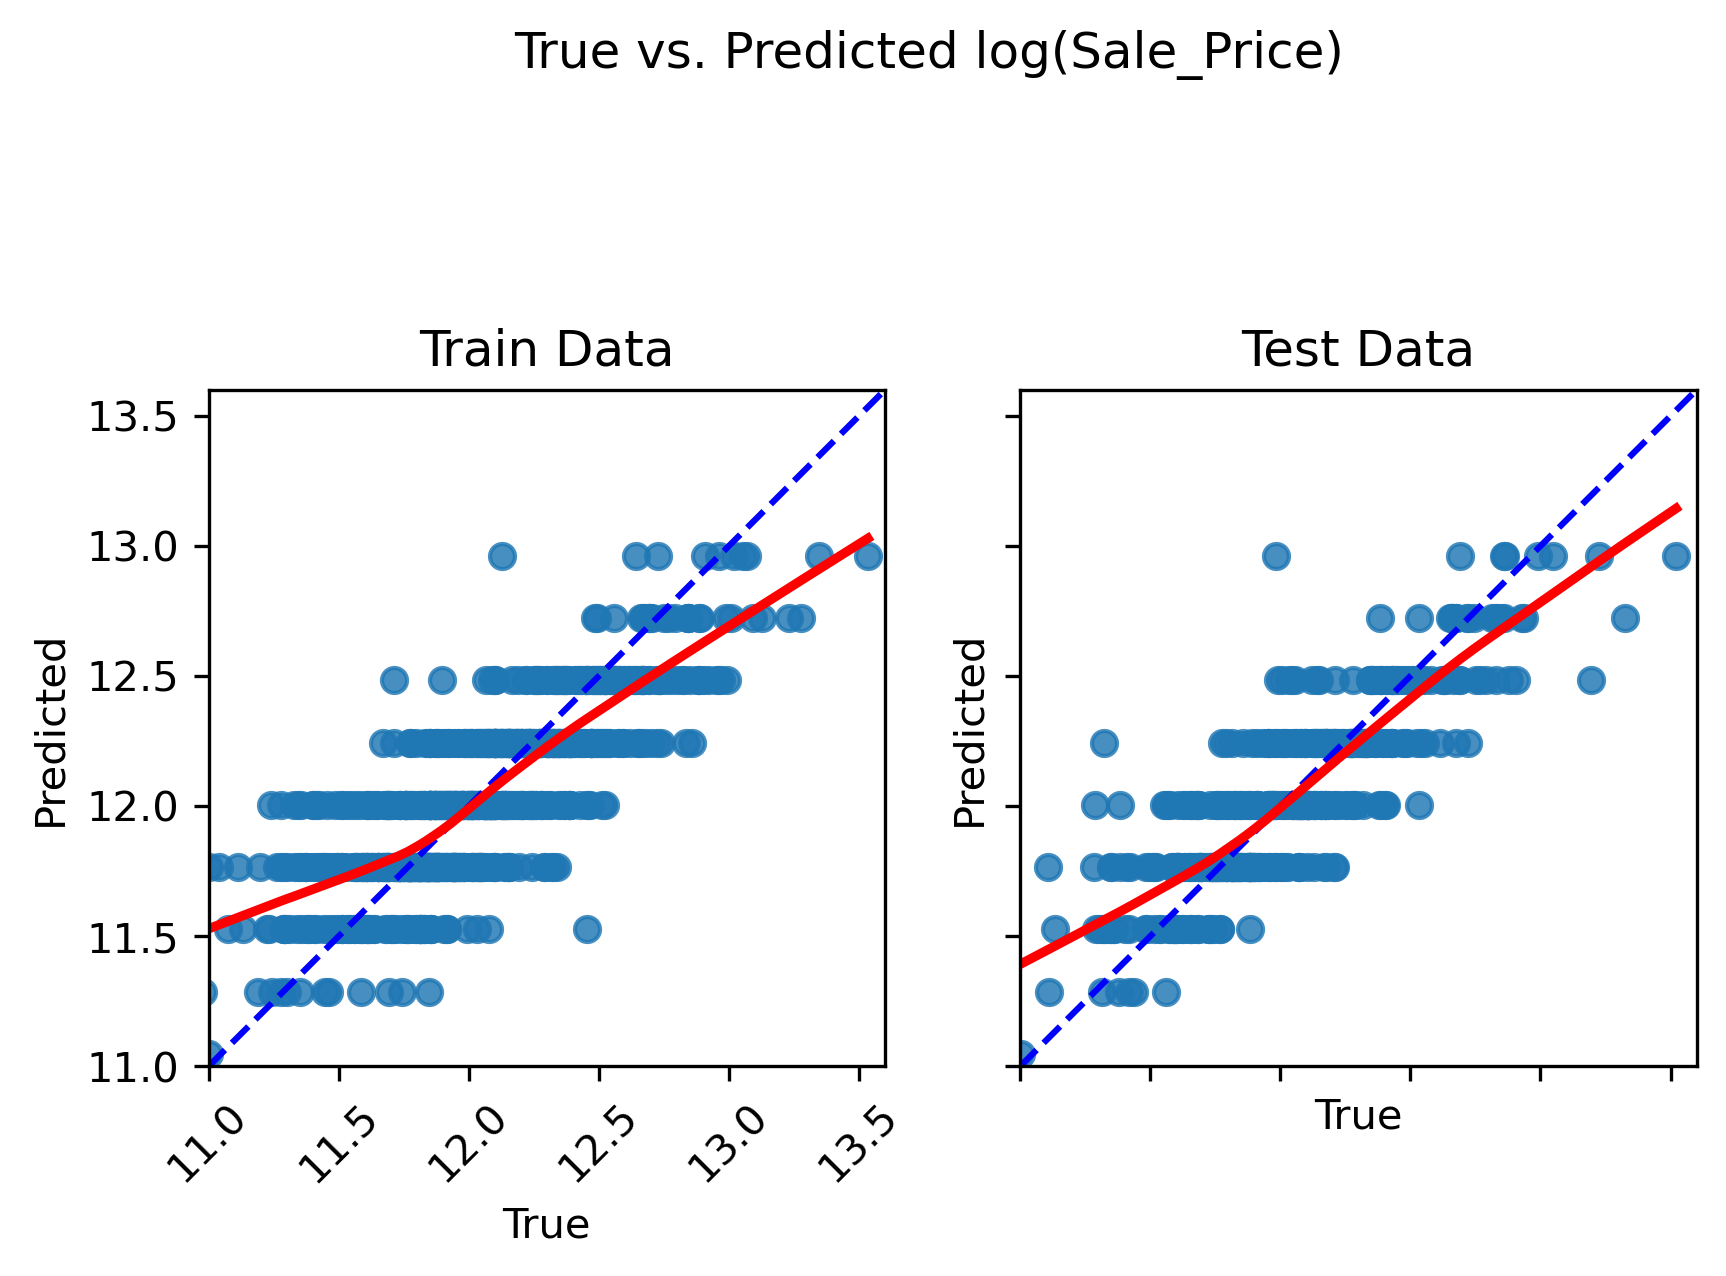 True vs. Predicted log(Sale_Price)
Train Data
Test Data
13.5
13.0
12.5
12.0
11.5
11.0
Predicted
Predicted
11.0 11.5 12.0 12.5 13.0 13.5
True
True